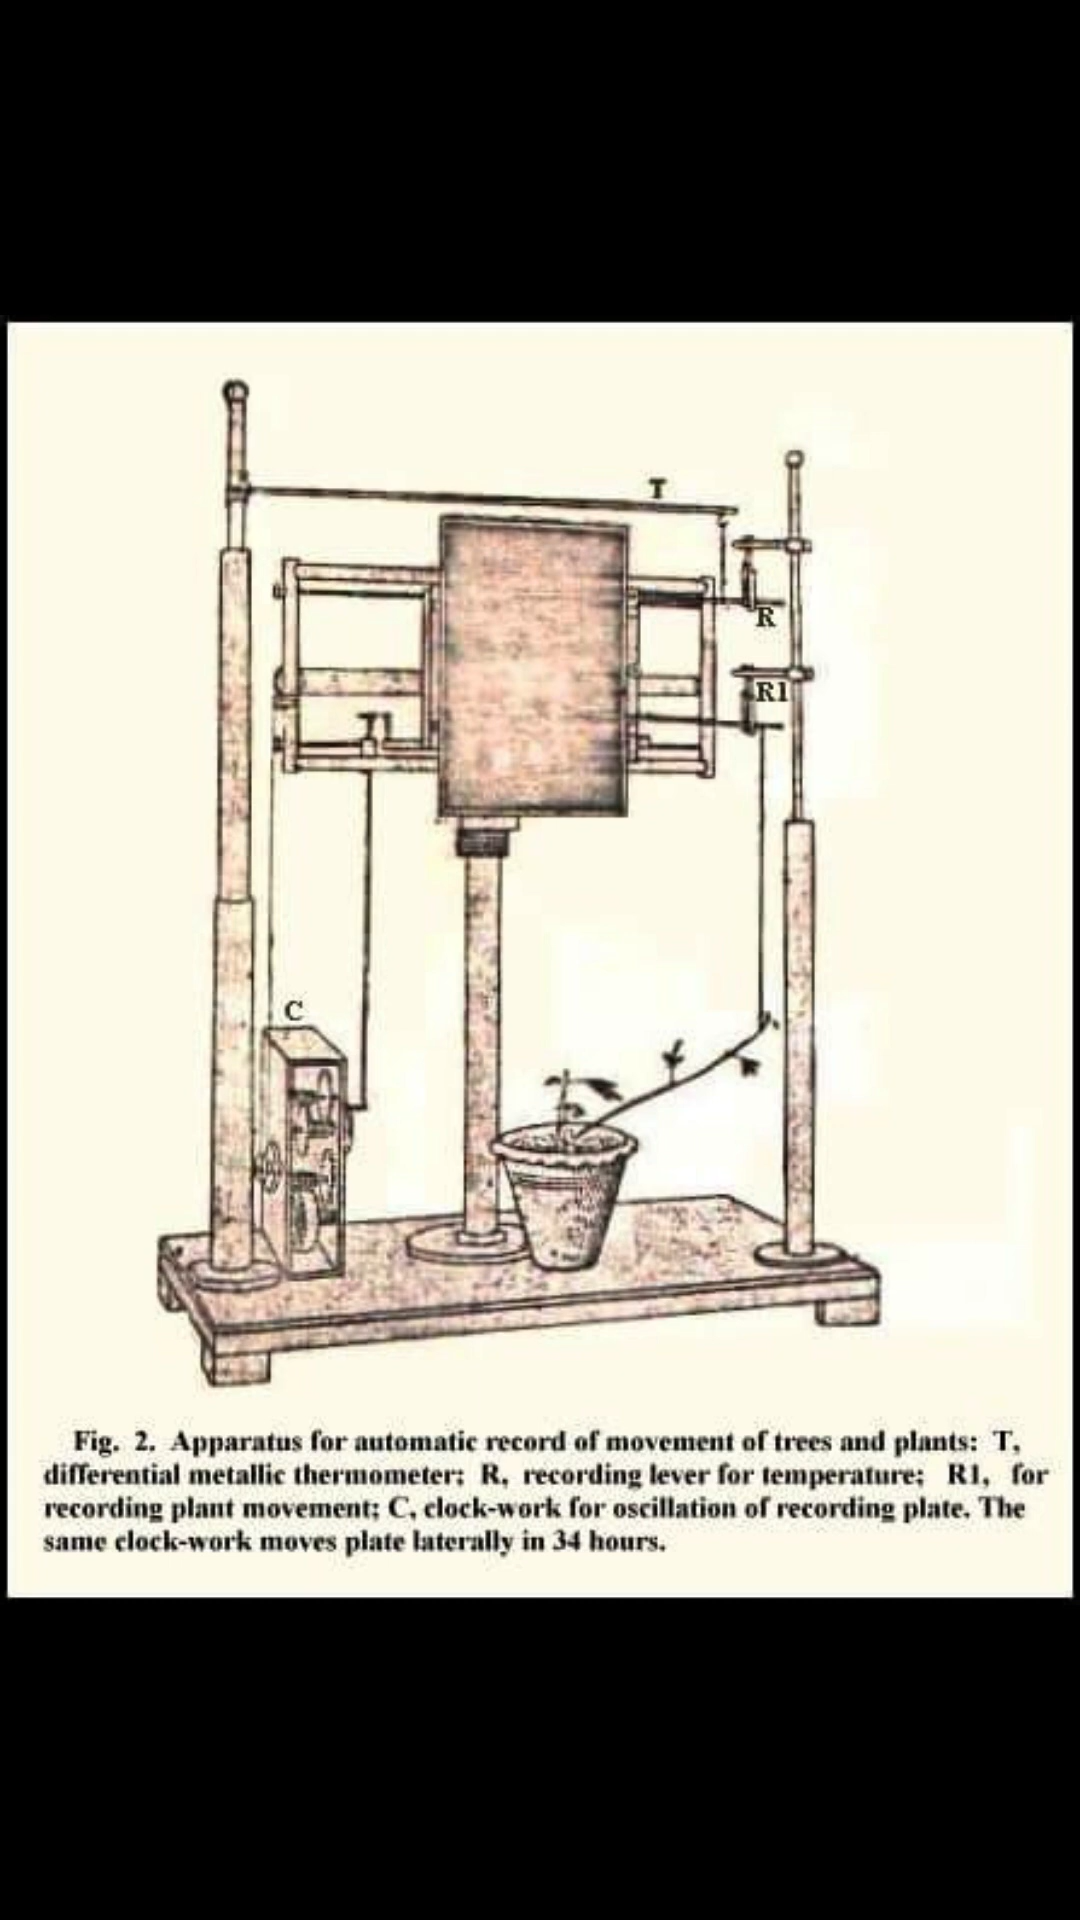 T
R
R1
C
Fig. 2. Apparatus for automatic record of movement of trees and plants: T,
differential metallic thermometer; R, recording lever for temperature; R1, for
recording plant movement; C, clock-work for oscillation of recording plate. The
same clock-work moves plate laterally in 34 hours.